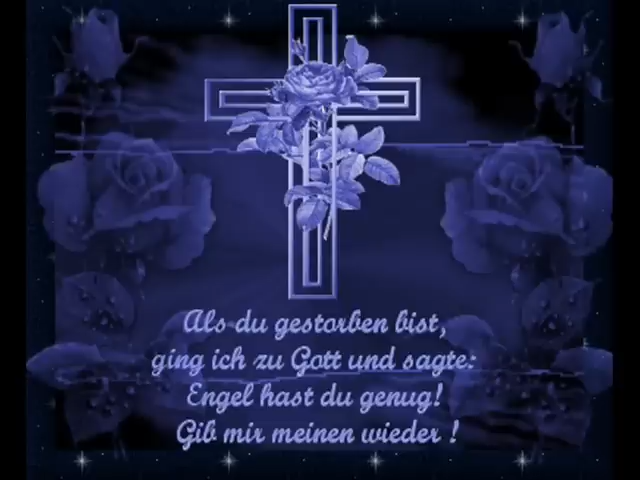 Als du gestorben bist,
ging ich zu Gott und sagte:
Engel hast du genug!
Gib mir meinen wieder !